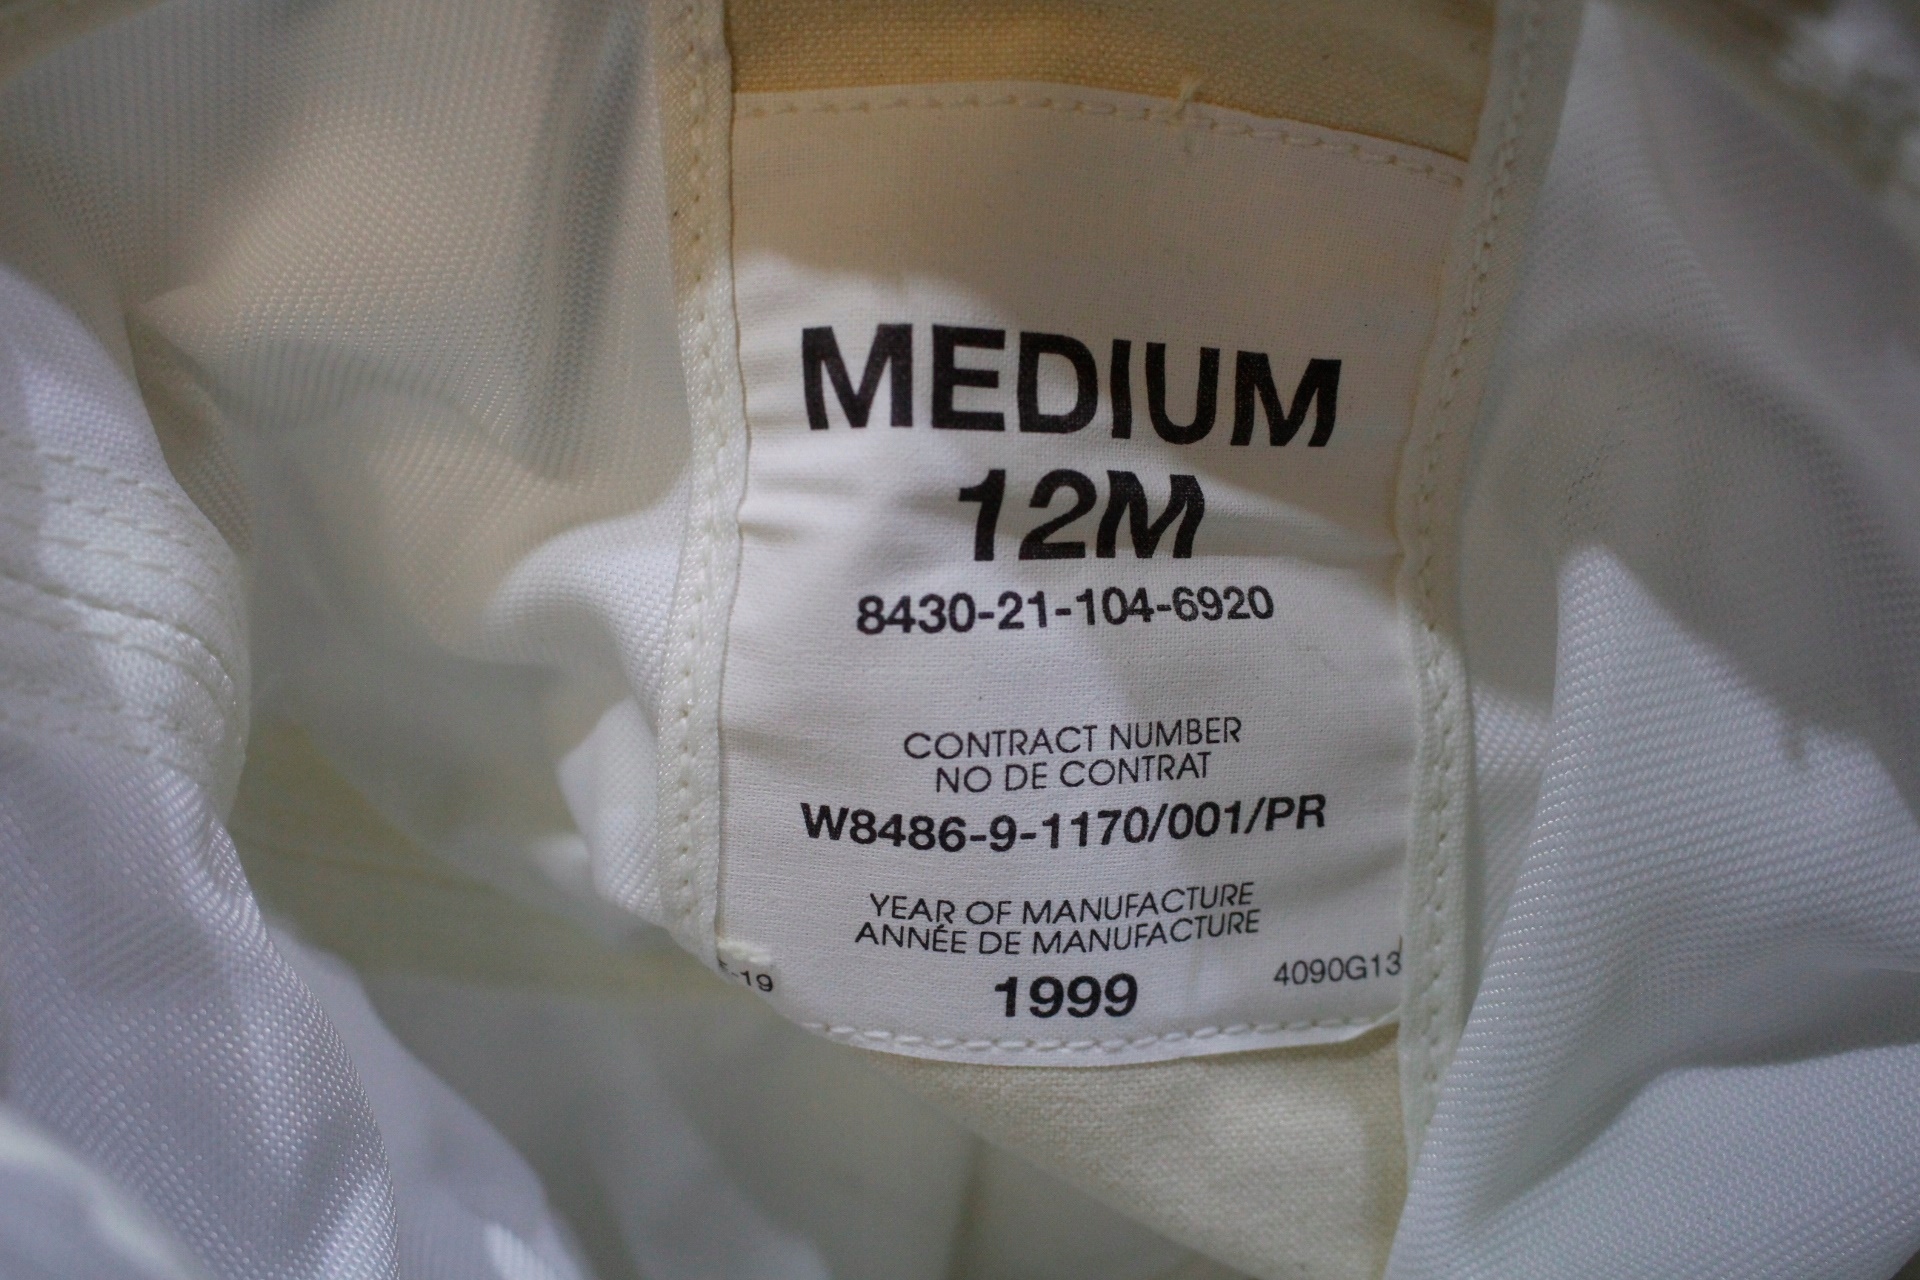 MEDIUM
12M
8430-21-104-6920
CONTRACT NUMBER
NO DE CONTRAT
W8486-9-1170/001/PR
YEAR OF MANUFACTURE
ANNÉE DE MANUFACTURE
-19 1999 4090G13